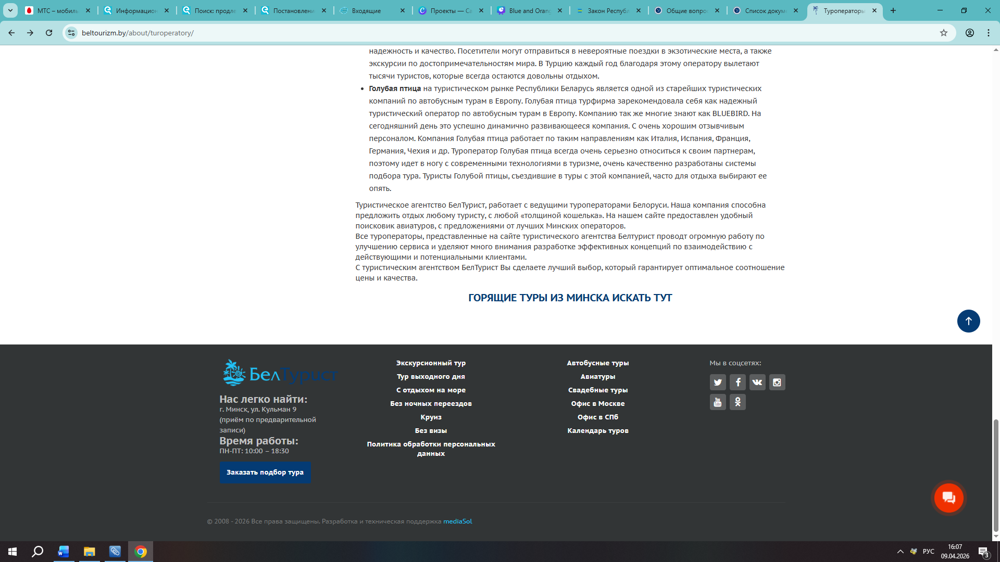 МТС – мобиль
Информацион
Поиск: продле
Постановлени
Входящие
Проекты — Ca
Blue and Oran
Закон Республ
Общие вопро
Список докум
Туроператоры
beltourizm.by/about/turoperatory/
надежность и качество. Посетители могут отправиться в невероятные поездки в экзотические места, а также
экскурсии по достопримечательностям мира. В Турцию каждый год благодаря этому оператору вылетают
тысячи туристов, которые всегда остаются довольны отдыхом.
• Голубая птица на туристическом рынке Республики Беларусь является одной из старейших туристических
компаний по автобусным турам в Европу. Голубая птица турфирма зарекомендовала себя как надежный
туристический оператор по автобусным турам в Европу. Компанию так же многие знают как BLUEBIRD. На
сегодняшний день это успешно динамично развивающееся компания. С очень хорошим отзывчивым
персоналом. Компания Голубая птица работает по таким направлениям как Италия, Испания, Франция,
Германия, Чехия и др. Туроператор Голубая птица всегда очень серьезно относиться к своим партнерам,
поэтому идет в ногу с современными технологиями в туризме, очень качественно разработаны системы
подбора тура. Туристы Голубой птицы, съездившие в туры с этой компанией, часто для отдыха выбирают ее
опять.
Туристическое агентство БелТурист, работает с ведущими туроператорами Белоруси. Наша компания способна
предложить отдых любому туристу, с любой «толщиной кошелька». На нашем сайте предоставлен удобный
поисковик авиатуров, с предложениями от лучших Минских операторов.
Все туроператоры, представленные на сайте туристического агентства Белтурист проводт огромную работу по
улучшению сервиса и уделяют много внимания разработке эффективных концепций по взаимодействию с
действующими и потенциальными клиентами.
С туристическим агентством БелТурист Вы сделаете лучший выбор, который гарантирует оптимальное соотношение
цены и качества.
ГОРЯЩИЕ ТУРЫ ИЗ МИНСКА ИСКАТЬ ТУТ
БелТурист
Нас легко найти:
г. Минск, ул. Кульман 9
(приём по предварительной
записи)
Время работы:
ПН-ПТ: 10:00 – 18:30
Заказать подбор тура
Экскурсионный тур
Тур выходного дня
С отдыхом на море
Без ночных переездов
Круиз
Без визы
Политика обработки персональных
данных
Автобусные туры
Авиатуры
Свадебные туры
Офис в Москве
Офис в СПб
Календарь туров
Мы в соцсетях:
You
Tube
© 2008 - 2026 Все права защищены. Разработка и техническая поддержка mediaSol
РУС
16:07
09.04.2026
3